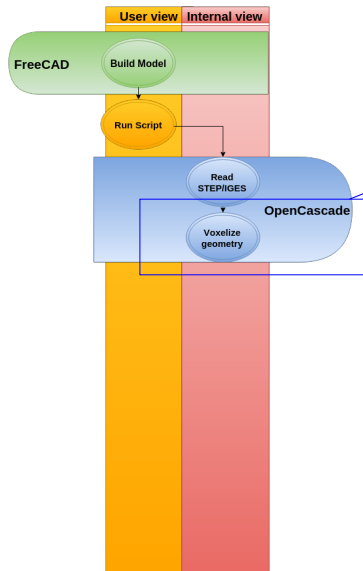 User view Internal view
FreeCAD
Build Model
Run Script
Read
STEP/IGES
OpenCascade
Voxelize
geometry